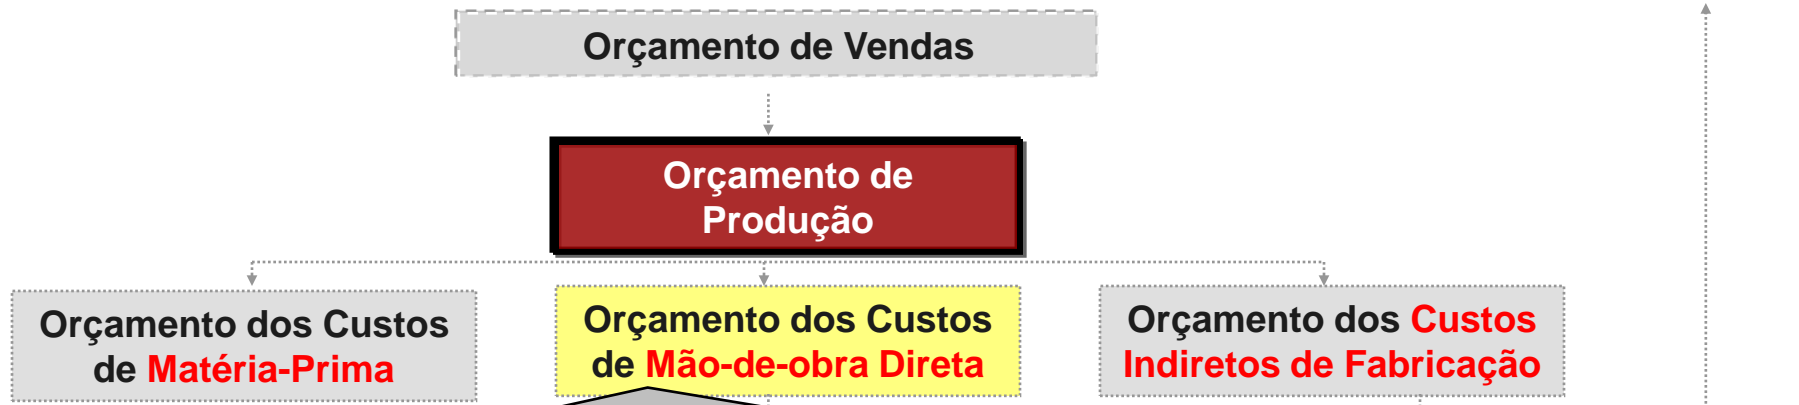 Orçamento de Vendas
Orçamento de
Produção
Orçamento dos Custos
de Matéria-Prima
Orçamento dos Custos
de Mão-de-obra Direta
Orçamento dos Custos
Indiretos de Fabricação